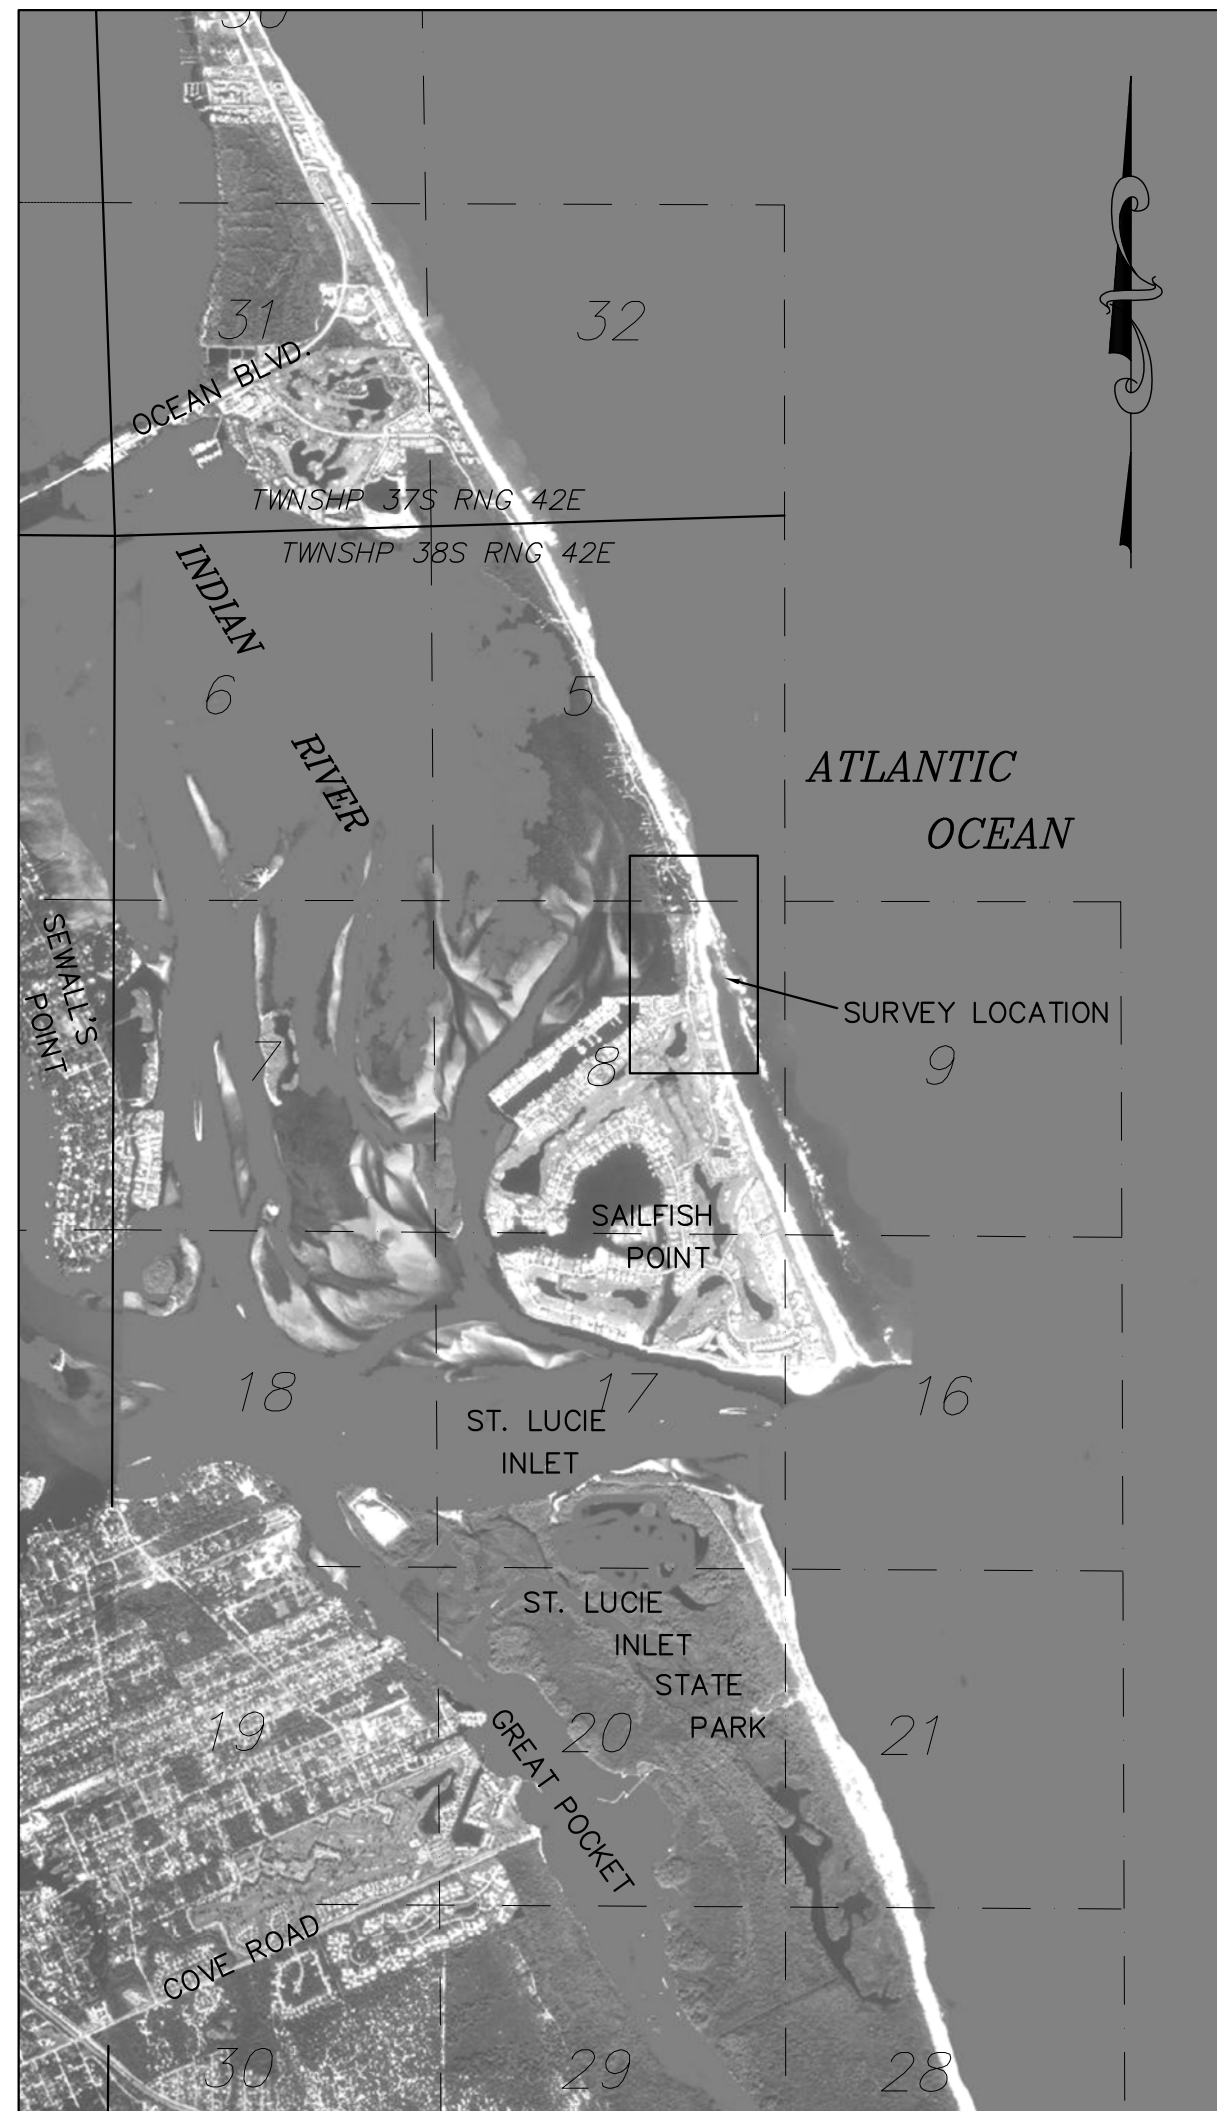 30
31
32
OCEAN BLVD.
TWNSHP 37S RNG 42E
TWNSHP 38S RNG 42E
INDIAN
RIVER
6
5
ATLANTIC
OCEAN
SEWALL'S
POINT
SURVEY LOCATION
7
8
9
SAILFISH
POINT
18
17
16
ST. LUCIE
INLET
ST. LUCIE
INLET
STATE
PARK
19
20
21
GREAT POCKET
COVE ROAD
30
29
28